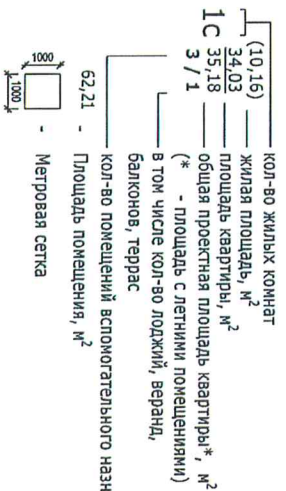 1с
(10,16)
34,03
35,18
3 / 1
кол-во жилых комнат
жилая площадь, м²
площадь квартиры, м²
общая проектная площадь квартиры*, м²
(* - площадь с летними помещениями)
в том числе кол-во лоджий, веранд,
балконов, террас
кол-во помещений вспомогательного назн
62,21 - Площадь помещения, м²
1000
1000
- Метровая сетка